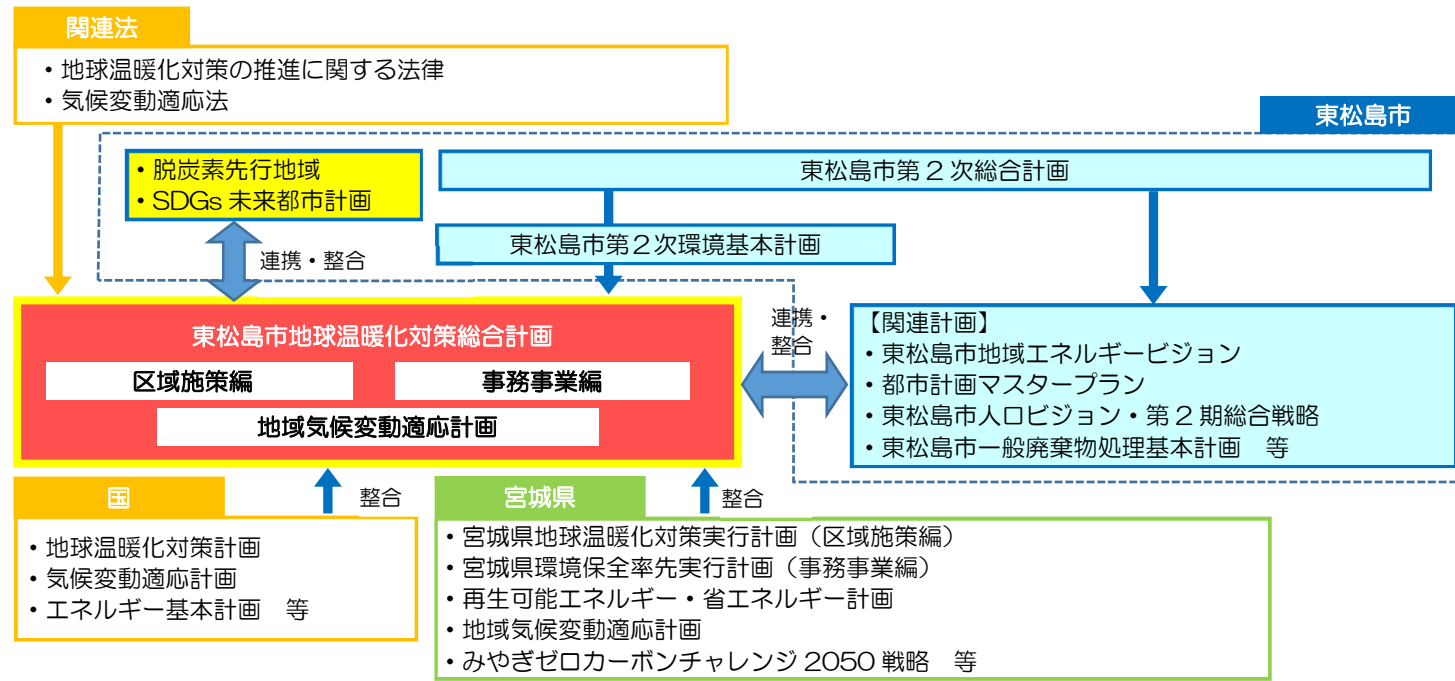 関連法
・地球温暖化対策の推進に関する法律
・気候変動適応法
東松島市
・脱炭素先行地域
・SDGs 未来都市計画
東松島市第２次総合計画
東松島市第２次環境基本計画
連携・整合
東松島市地球温暖化対策総合計画
区域施策編
事務事業編
地域気候変動適応計画
連携・
整合
【関連計画】
・東松島市地域エネルギービジョン
・都市計画マスタープラン
・東松島市人口ビジョン・第２期総合戦略
・東松島市一般廃棄物処理基本計画　等
国
整合
・地球温暖化対策計画
・気候変動適応計画
・エネルギー基本計画　等
宮城県
整合
・宮城県地球温暖化対策実行計画（区域施策編）
・宮城県環境保全率先実行計画（事務事業編）
・再生可能エネルギー・省エネルギー計画
・地域気候変動適応計画
・みやぎゼロカーボンチャレンジ 2050 戦略　等